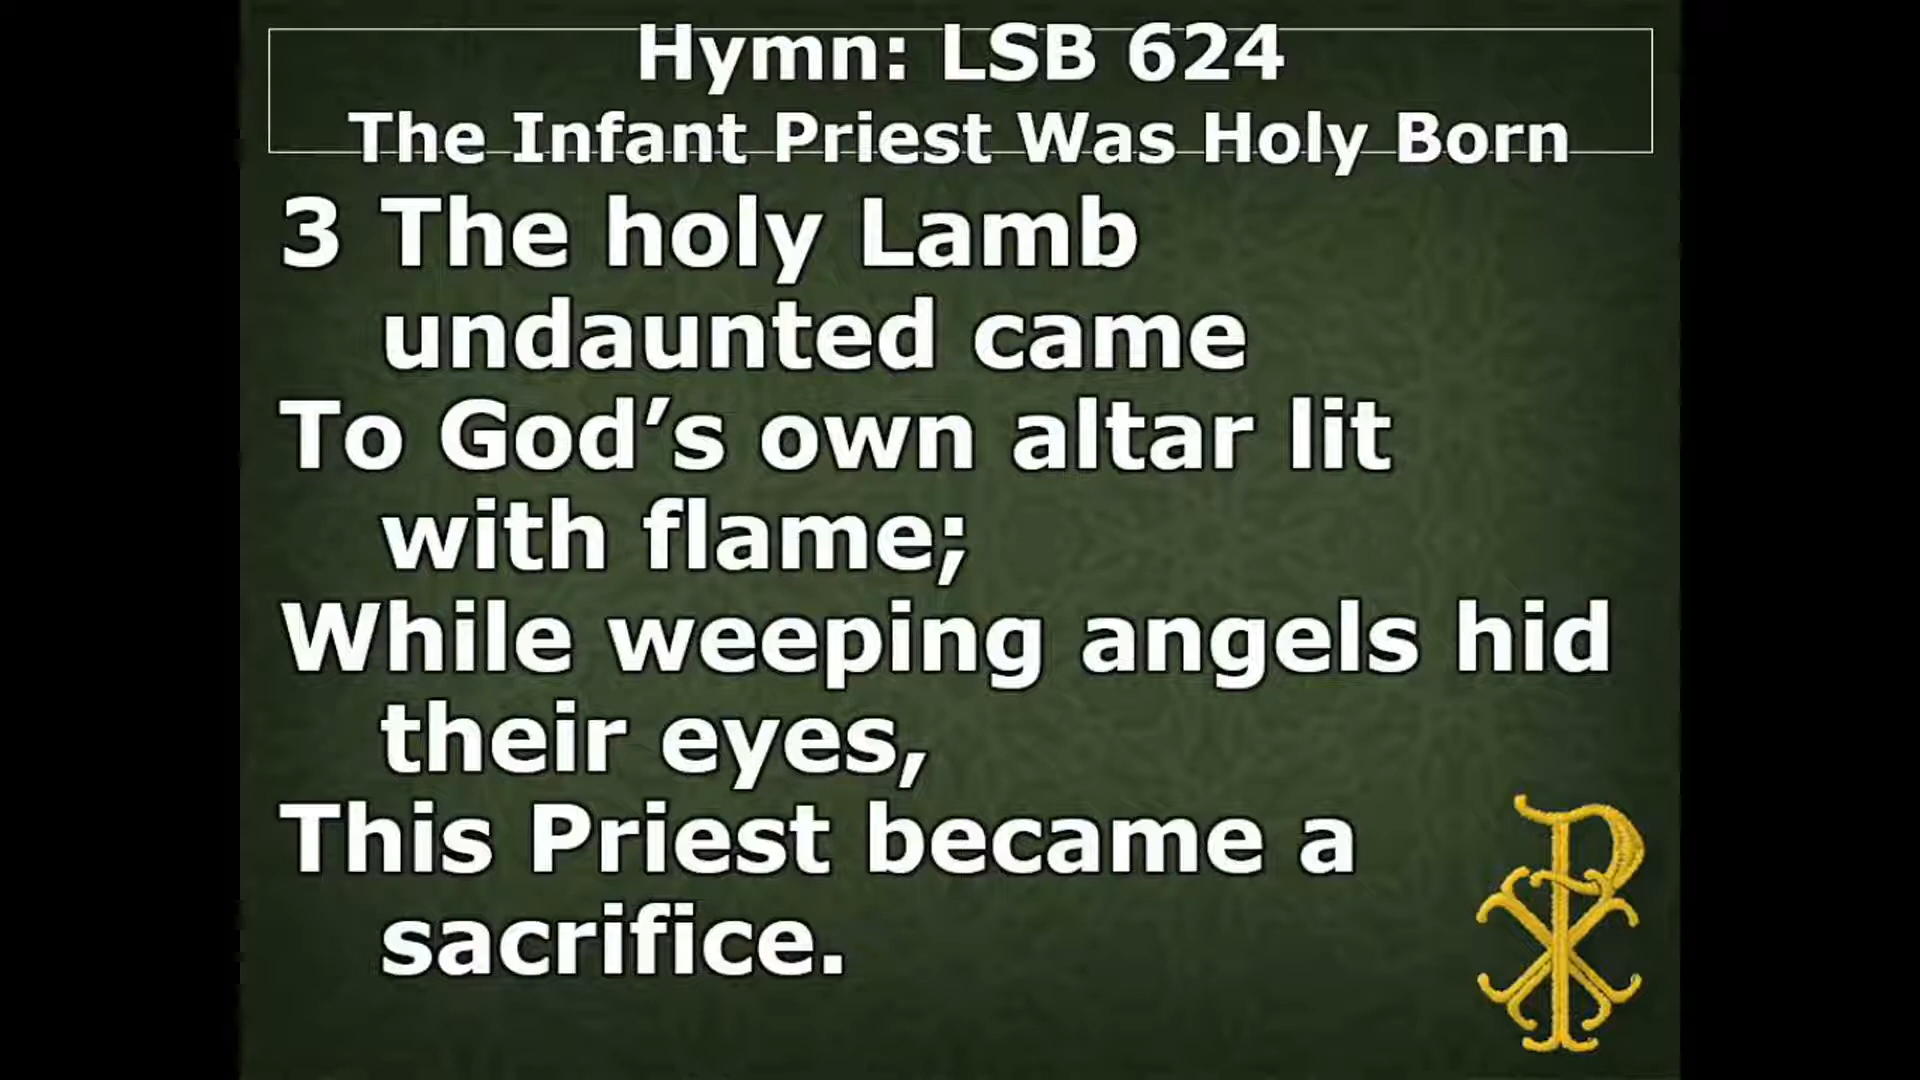 Hymn: LSB 624
The Infant Priest Was Holy Born
3 The holy Lamb
undaunted came
To God’s own altar lit
with flame;
While weeping angels hid
their eyes,
This Priest became a
sacrifice.